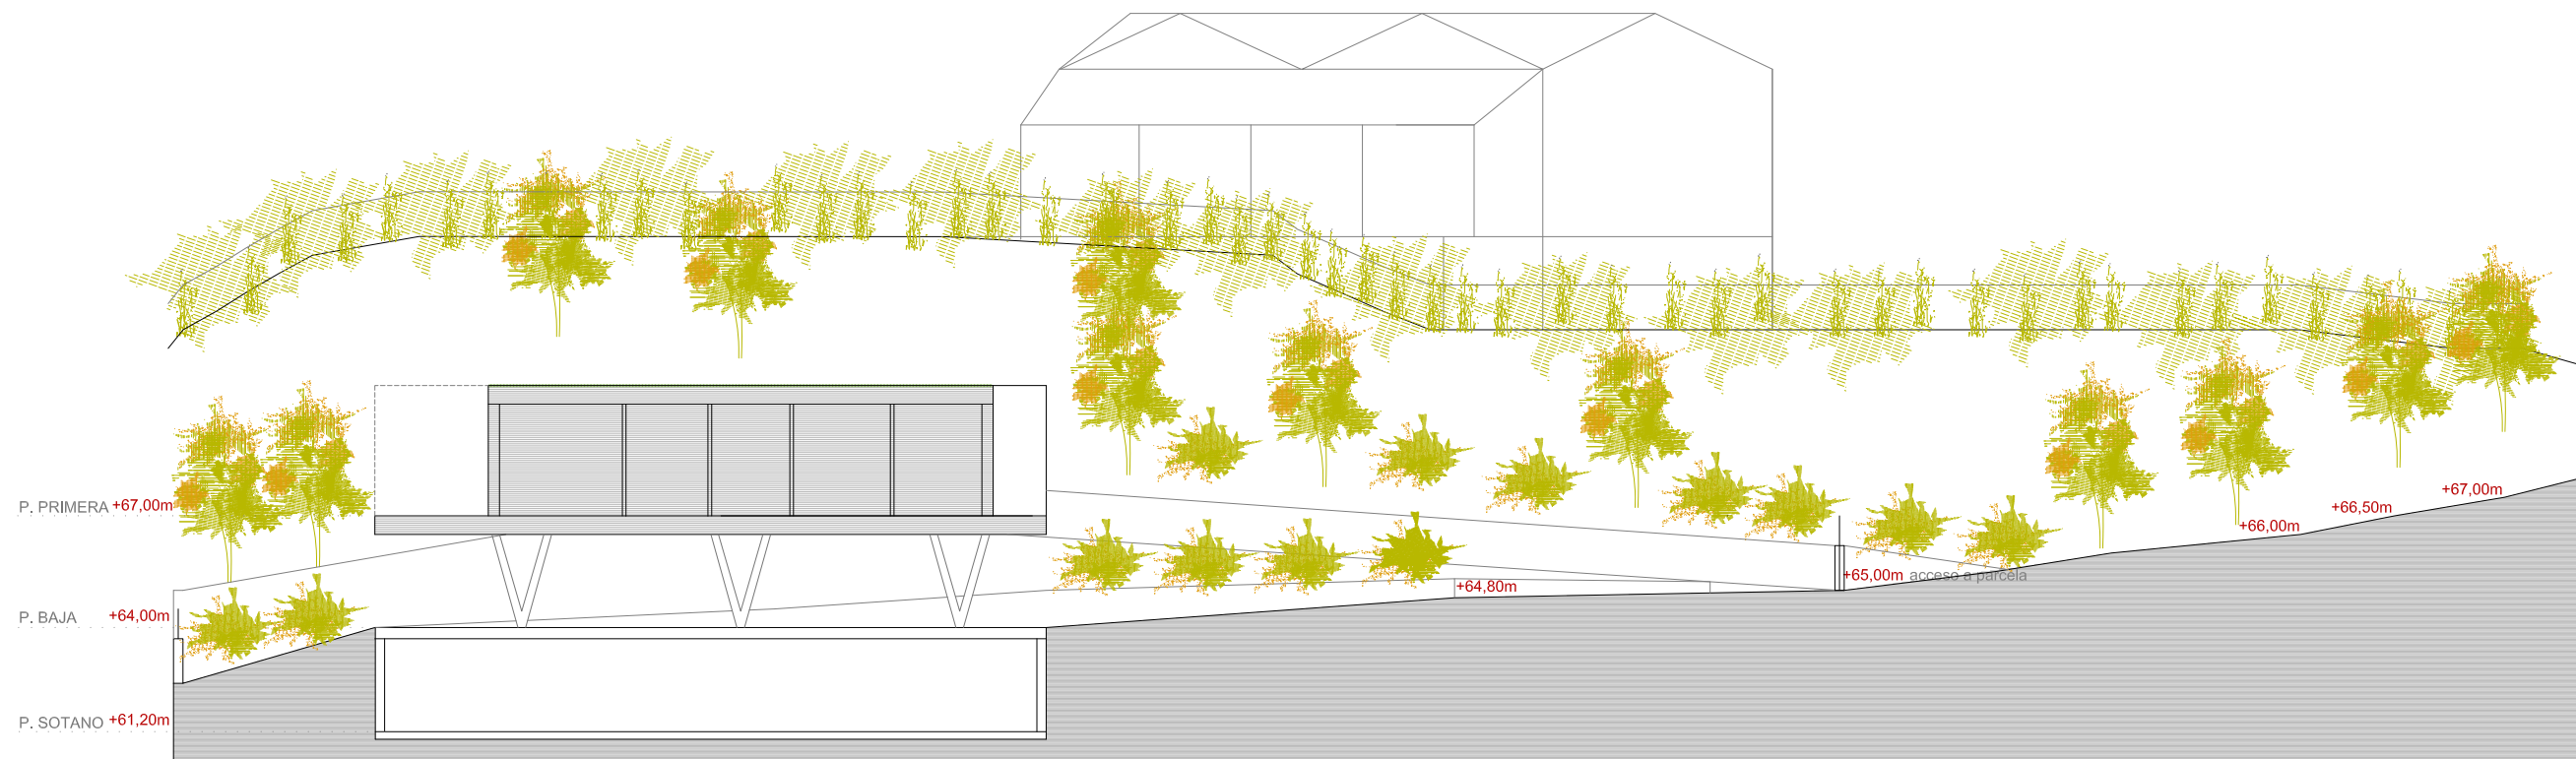 P. PRIMERA +67,00m
P. BAJA +64,00m
P. SOTANO +61,20m
+64,80m
+65,00m acceso a parcela
+66,00m
+66,50m
+67,00m